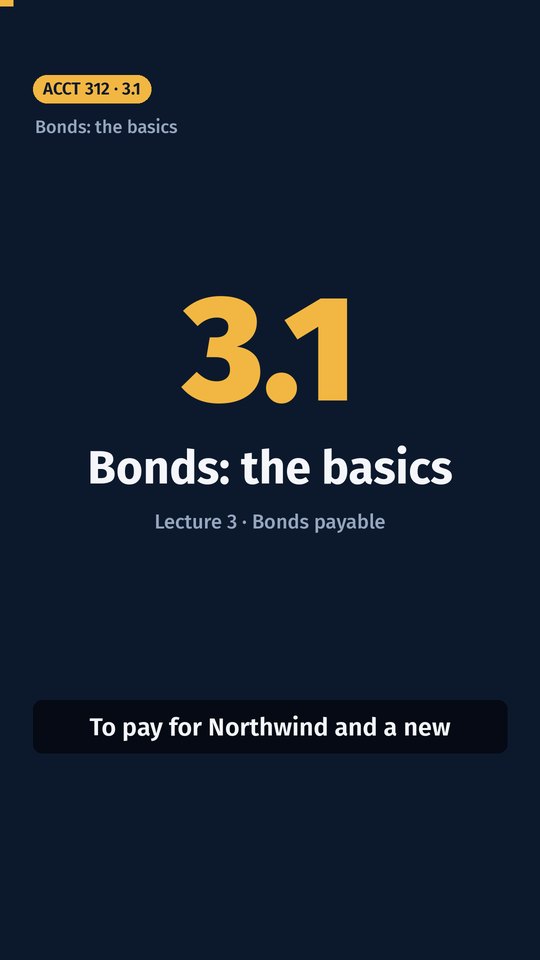 ACCT 312 · 3.1
Bonds: the basics
3.1
Bonds: the basics
Lecture 3 · Bonds payable
To pay for Northwind and a new